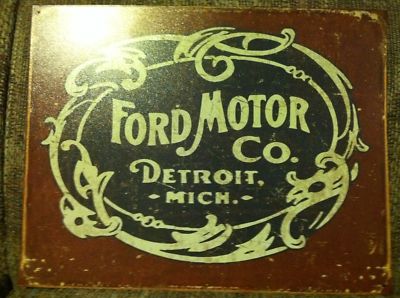 FORD MOTOR
CO.
DETROIT,
-MICH.-